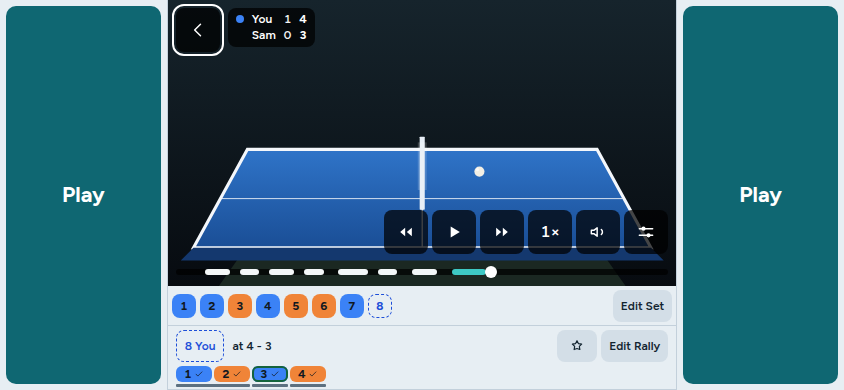 You 1 4
Sam 0 3
Play
Play
1×
1 2 3 4 5 6 7 8
Edit Set
8 You at 4 - 3
Edit Rally
1 2 3 4